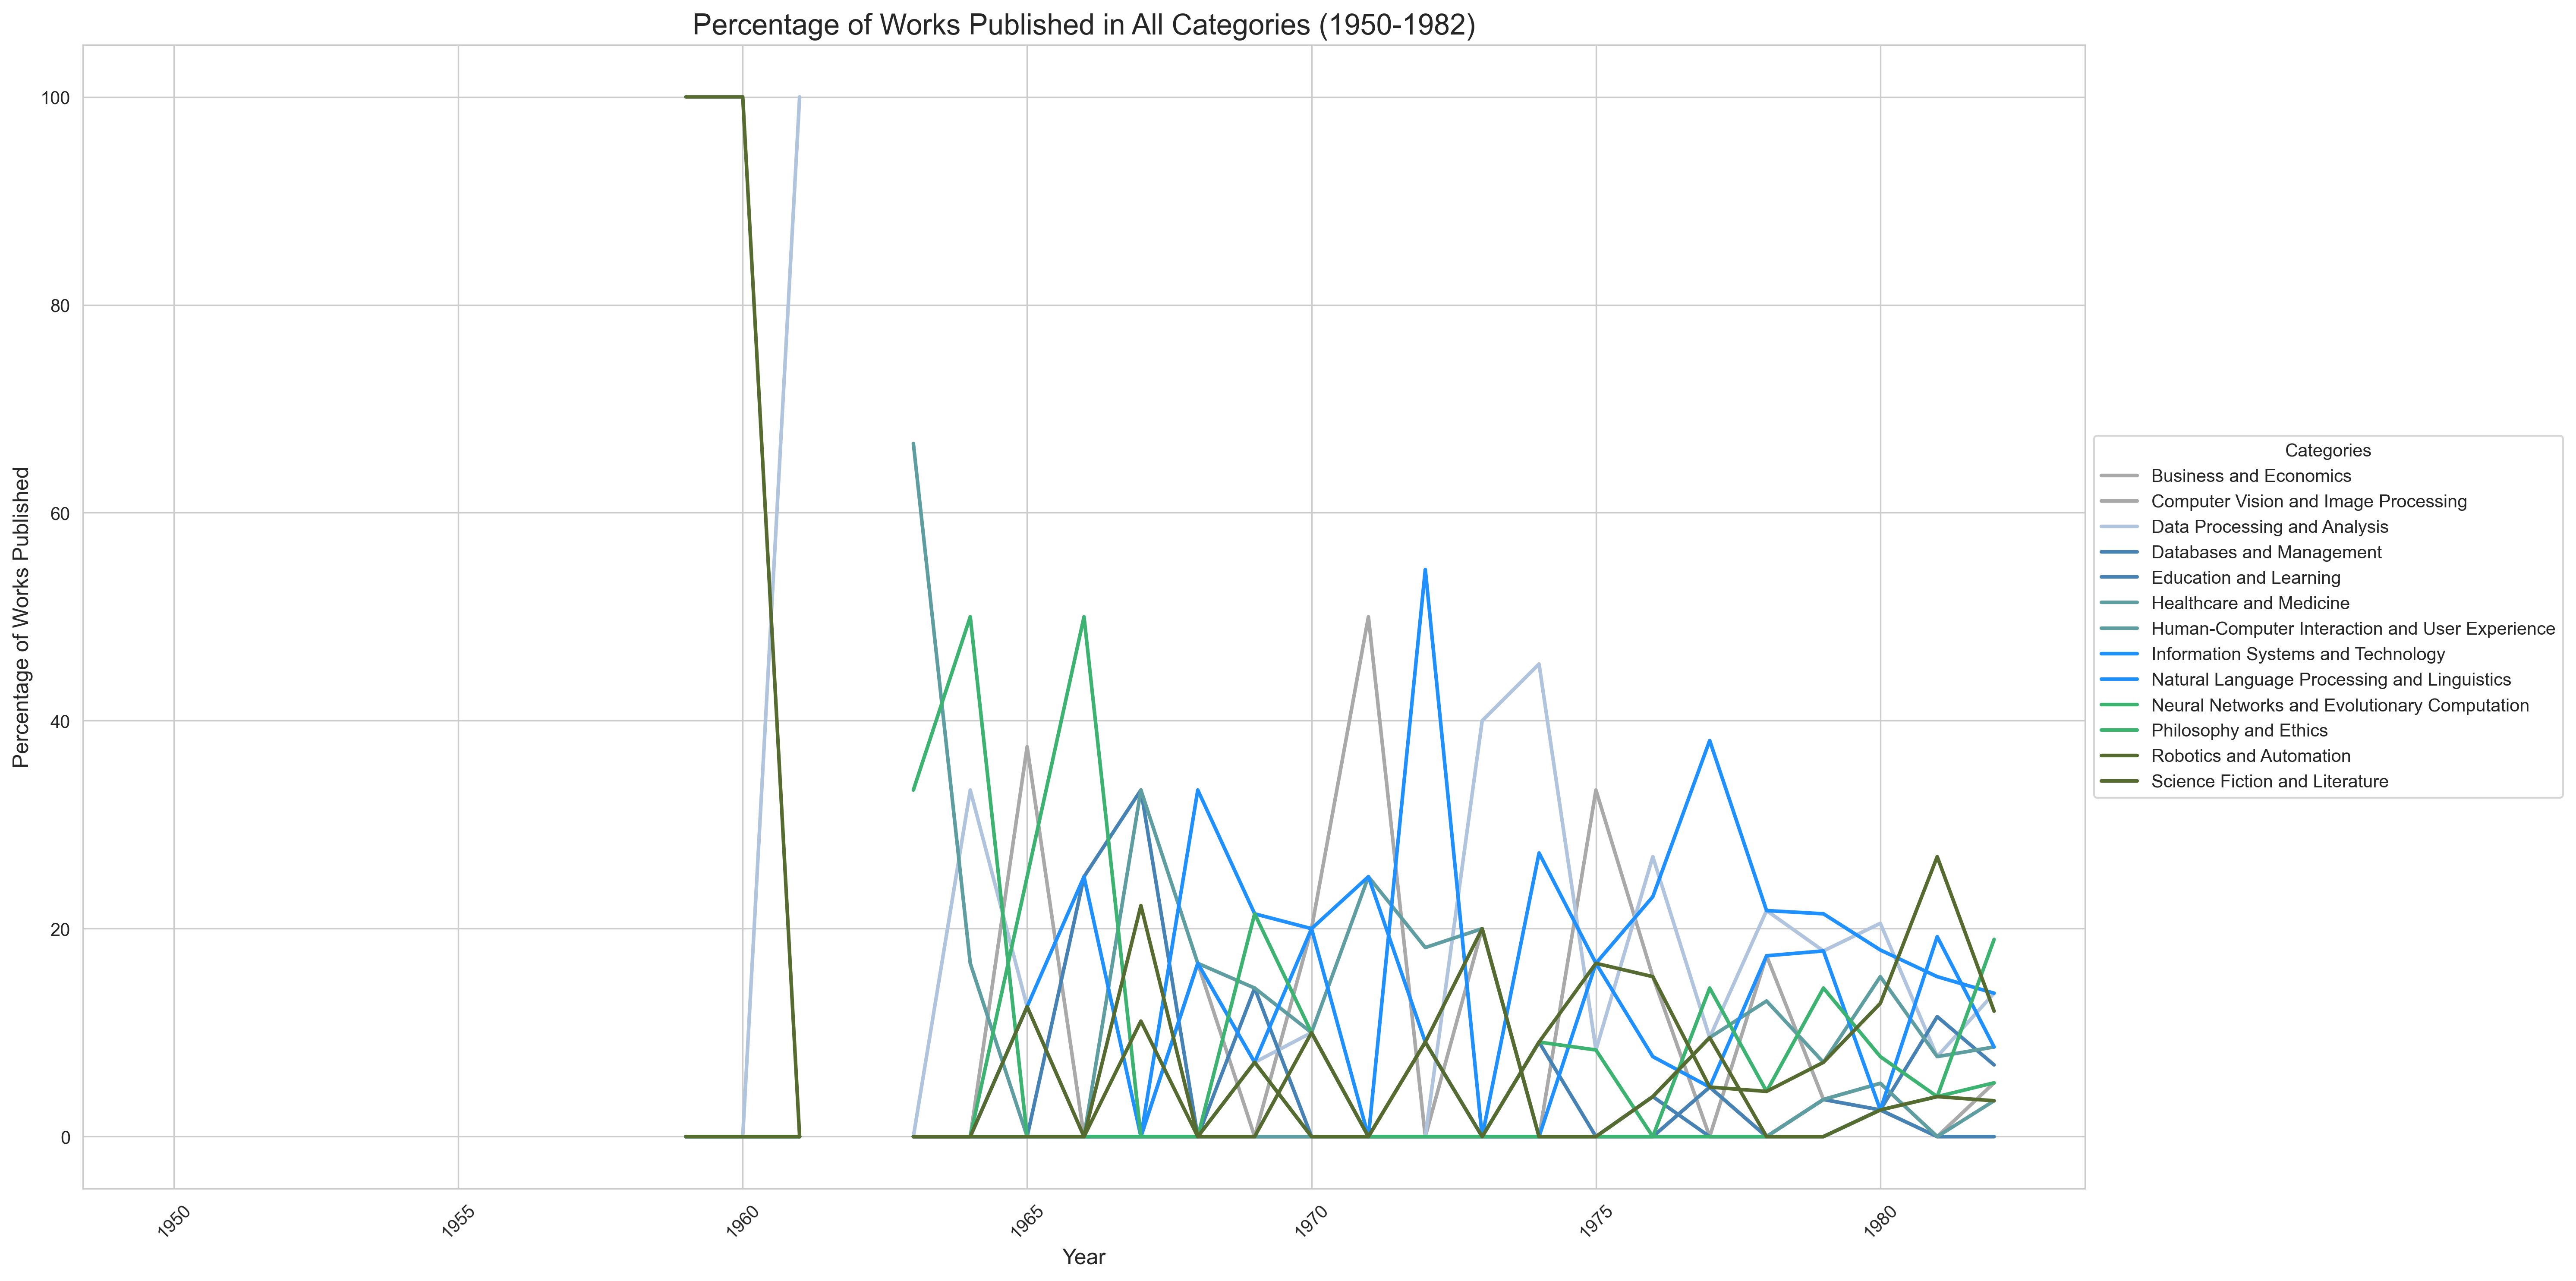 Percentage of Works Published in All Categories (1950-1982)
Percentage of Works Published
100
80
60
40
20
0
1950
1955
1960
1965
1970
1975
1980
Year
Categories
Business and Economics
Computer Vision and Image Processing
Data Processing and Analysis
Databases and Management
Education and Learning
Healthcare and Medicine
Human-Computer Interaction and User Experience
Information Systems and Technology
Natural Language Processing and Linguistics
Neural Networks and Evolutionary Computation
Philosophy and Ethics
Robotics and Automation
Science Fiction and Literature